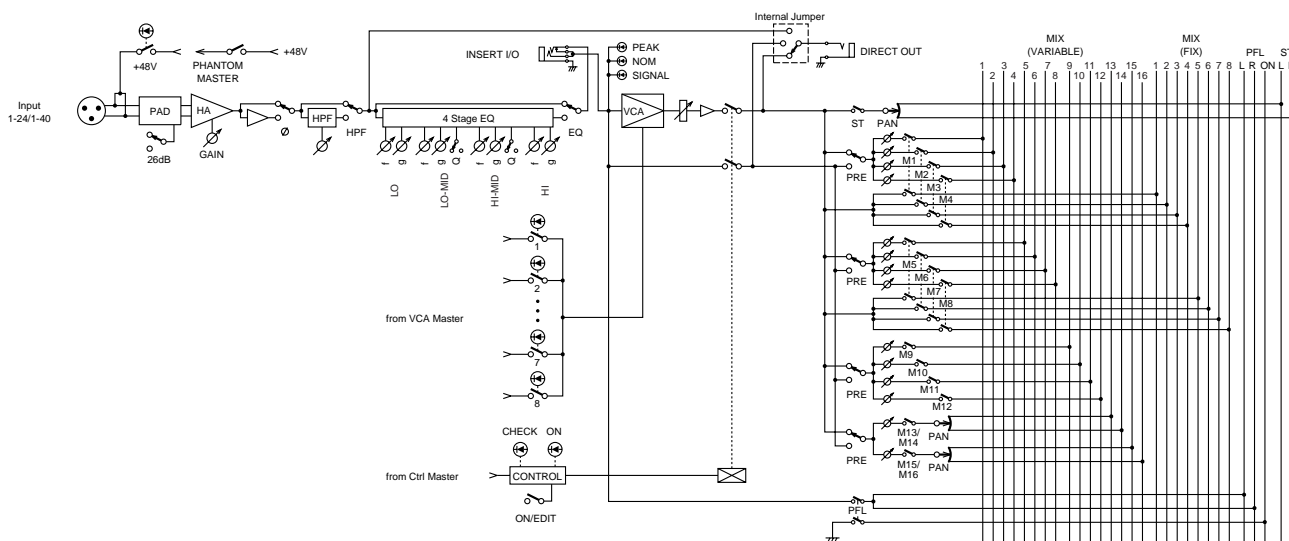 Internal Jumper
MIX
(VARIABLE)
MIX
(FIX)
PFL
ST
1 2 3 4 5 6 7 8 9 10 11 12 13 14 15 16 1 2 3 4 5 6 7 8 L R ON L
+48V
+48V
PHANTOM
MASTER
INSERT I/O
PEAK
NOM
SIGNAL
DIRECT OUT
Input
1-24/1-40
PAD
HA
26dB
GAIN
Ø
HPF
HPF
4 Stage EQ
EQ
f g f g Q f g Q f g
LO
LO-MID
HI-MID
HI
VCA
ST
PAN
PRE
M1
M2
M3
M4
PRE
M5
M6
M7
M8
1
2
from VCA Master
7
8
PRE
M9
M10
M11
M12
PRE
M13/
M14
PAN
M15/
M16
PAN
CHECK ON
from Ctrl Master
CONTROL
ON/EDIT
PFL